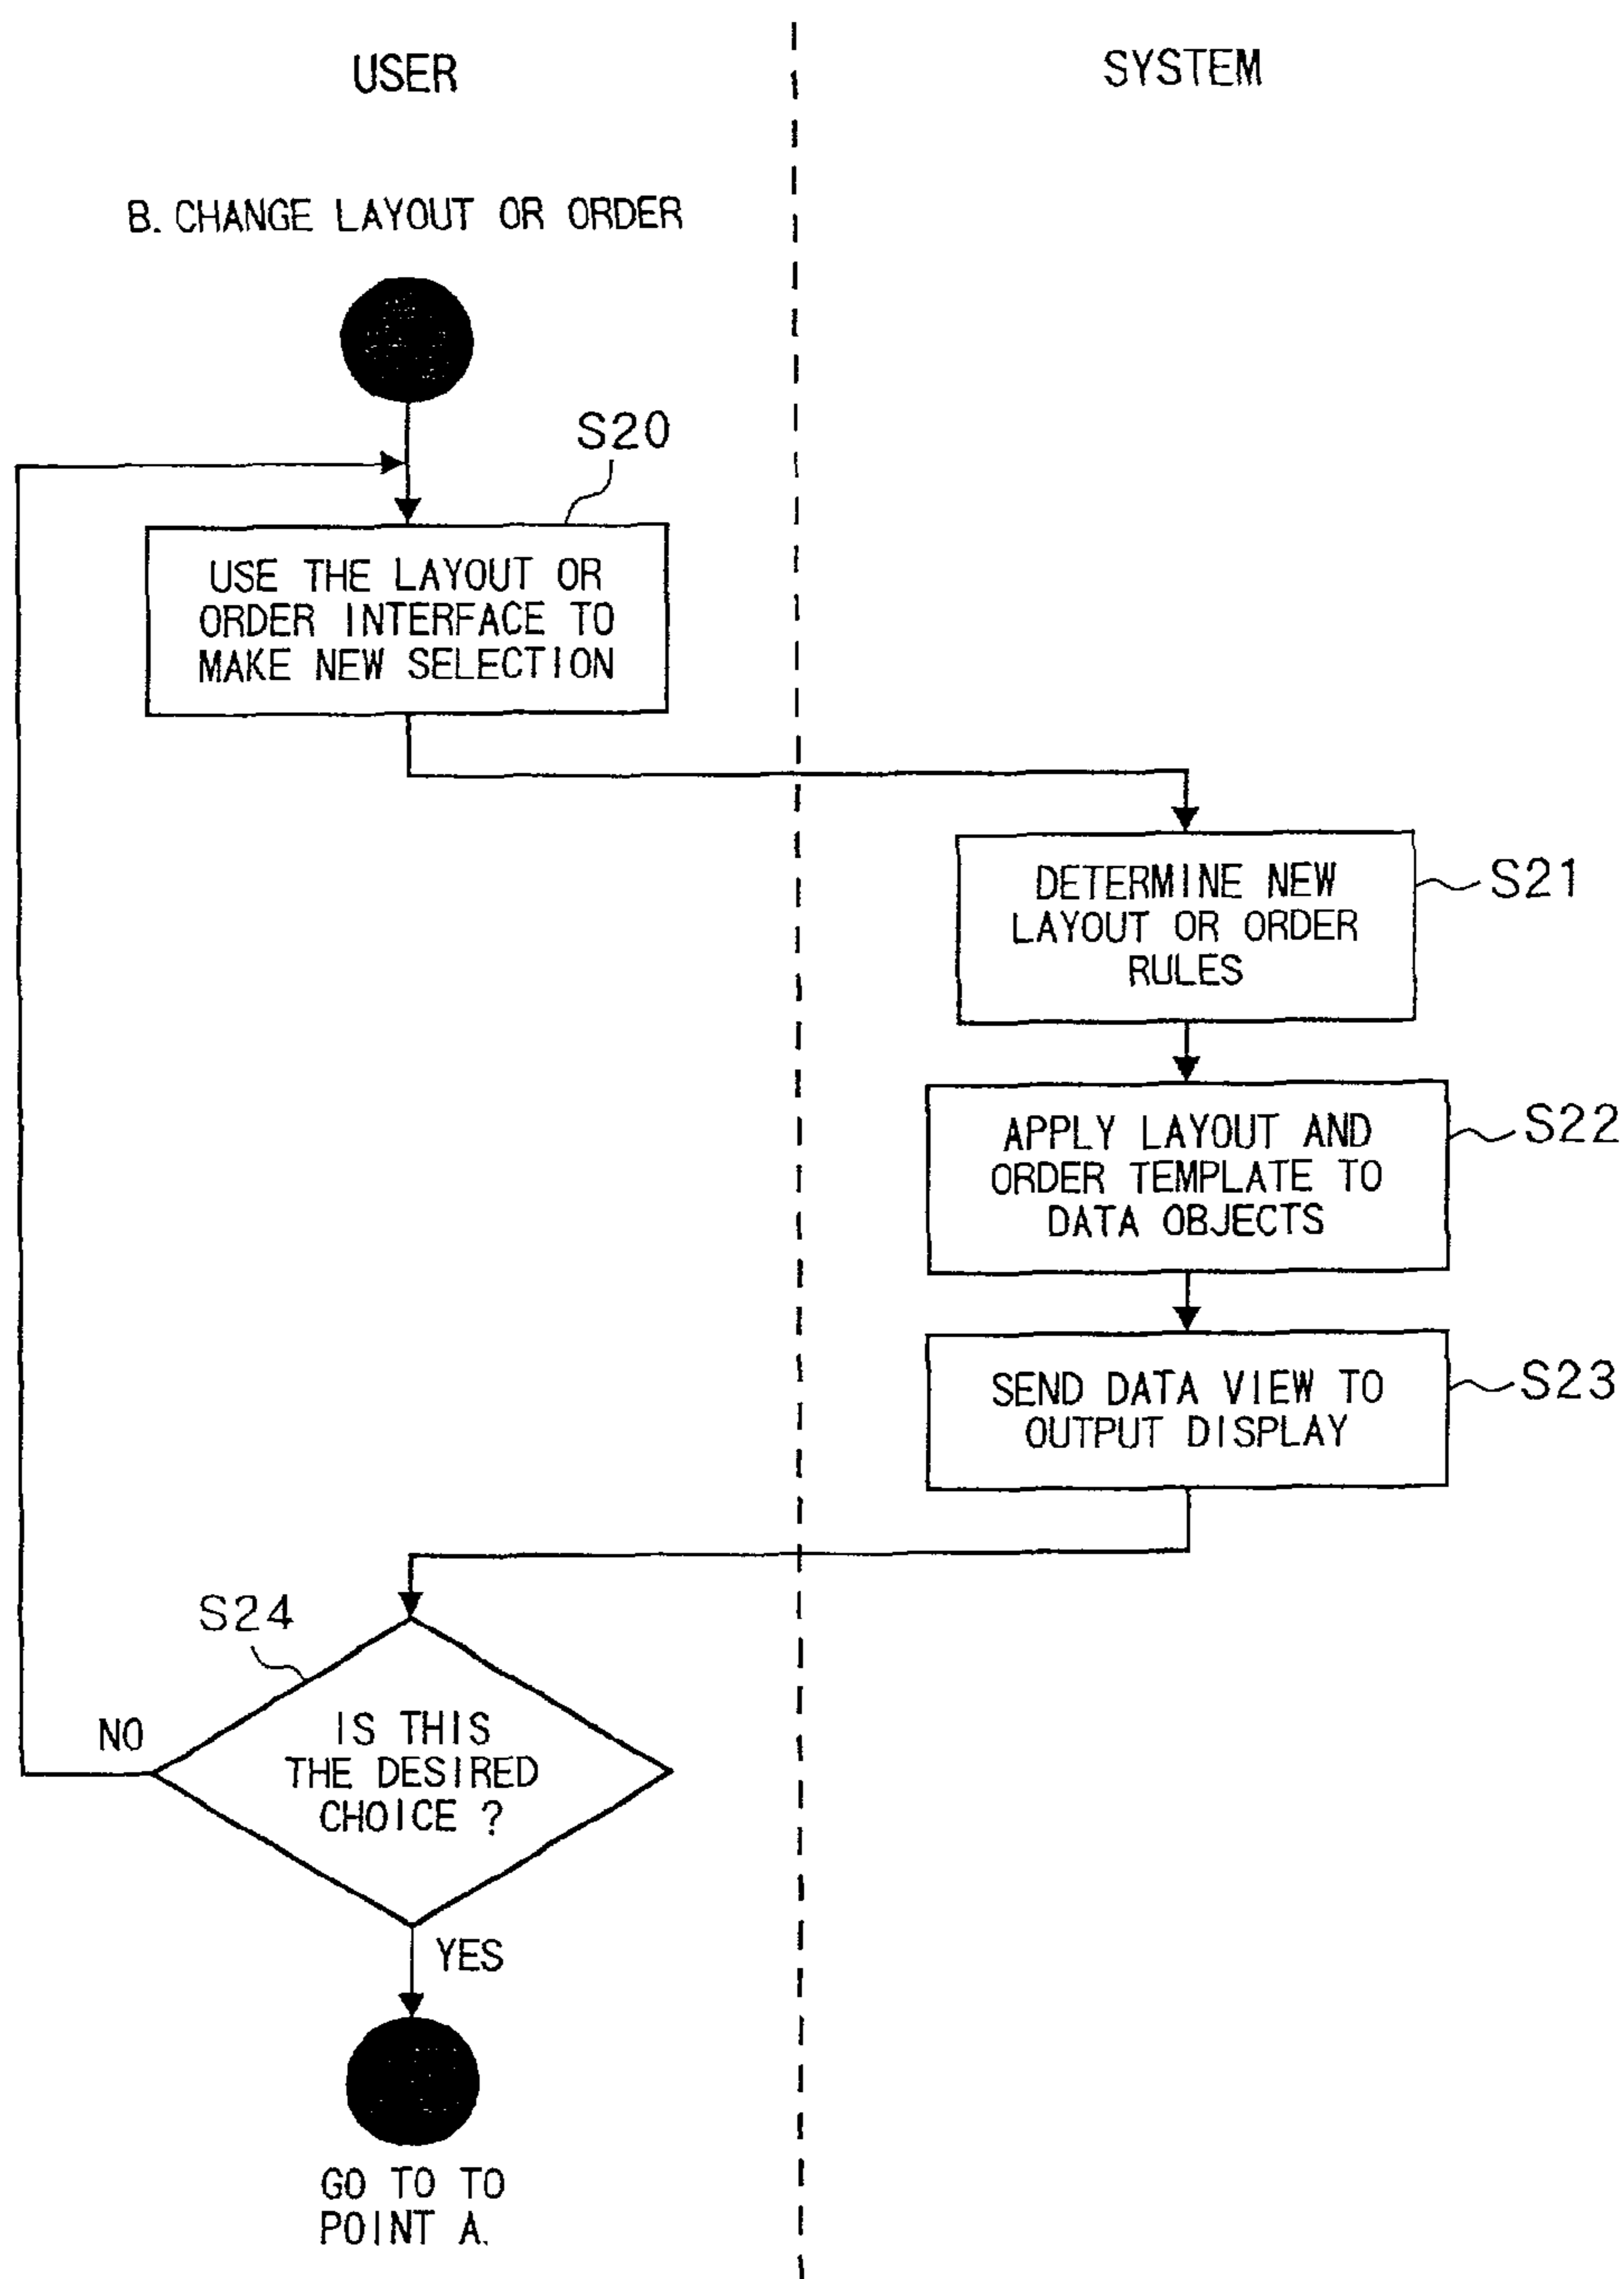 USER
SYSTEM
B. CHANGE LAYOUT OR ORDER
S20
USE THE LAYOUT OR
ORDER INTERFACE TO
MAKE NEW SELECTION
DETERMINE NEW
LAYOUT OR ORDER
RULES
S21
APPLY LAYOUT AND
ORDER TEMPLATE TO
DATA OBJECTS
S22
SEND DATA VIEW TO
OUTPUT DISPLAY
S23
S24
NO
IS THIS
THE DESIRED
CHOICE ?
YES
GO TO TO
POINT A.